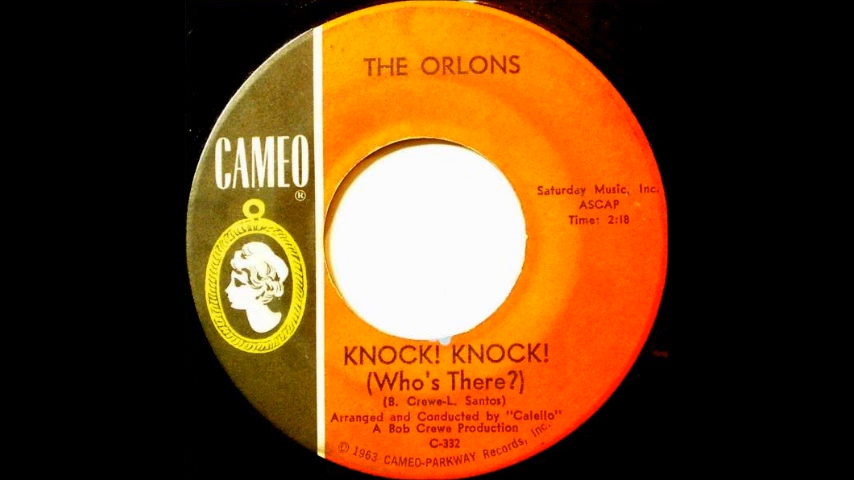 THE ORLONS
CAMEO
®
Saturday Music, Inc.
ASCAP
Time: 2:18
KNOCK! KNOCK!
(Who's There?)
(B. Crewe-L. Santos)
Arranged and Conducted by "Calello"
A Bob Crewe Production
C-332
© 1963 CAMEO-PARKWAY Records, Inc.